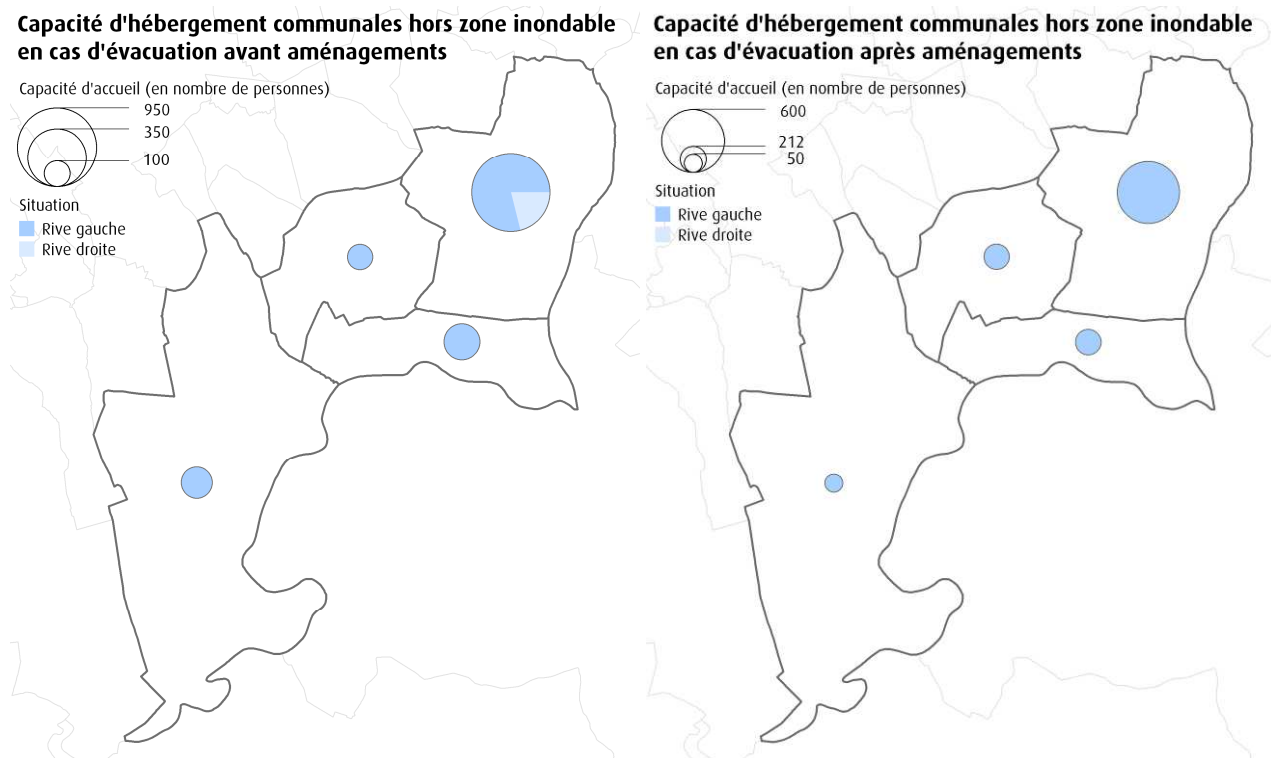 Capacité d'hébergement communales hors zone inondable
en cas d'évacuation avant aménagements
Capacité d'accueil (en nombre de personnes)
950
350
100
Situation
Rive gauche
Rive droite
Capacité d'hébergement communales hors zone inondable
en cas d'évacuation après aménagements
Capacité d'accueil (en nombre de personnes)
600
212
50
Situation
Rive gauche
Rive droite